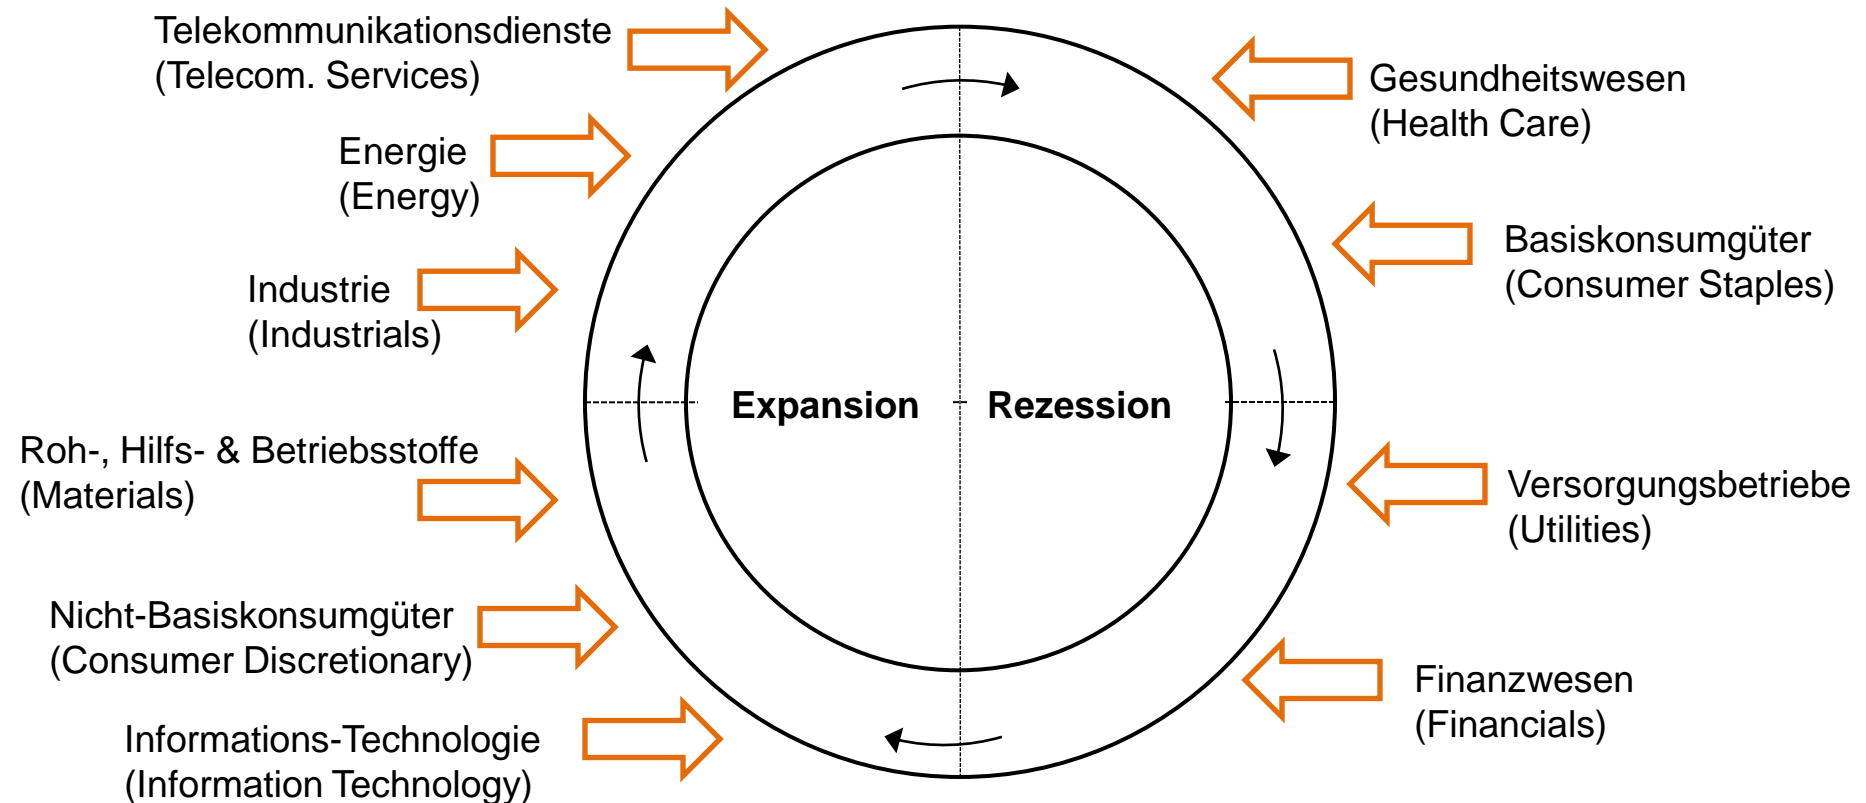 Telekommunikationsdienste
(Telecom. Services)
Gesundheitswesen
(Health Care)
Energie
(Energy)
Basiskonsumgüter
(Consumer Staples)
Industrie
(Industrials)
Expansion
Rezession
Roh-, Hilfs- & Betriebsstoffe
(Materials)
Versorgungsbetriebe
(Utilities)
Nicht-Basiskonsumgüter
(Consumer Discretionary)
Finanzwesen
(Financials)
Informations-Technologie
(Information Technology)